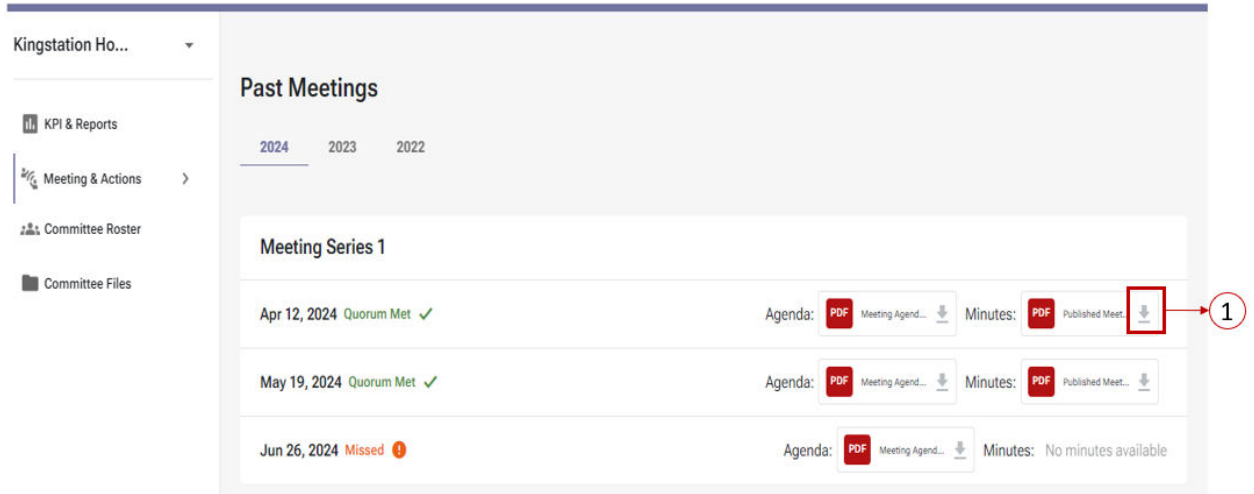 Kingstation Ho...
KPI & Reports
Meeting & Actions
Committee Roster
Committee Files
Past Meetings
2024 2023 2022
Meeting Series 1
Apr 12, 2024 Quorum Met Agenda: PDF Meeting Agend... Minutes: PDF Published Meet... 1
May 19, 2024 Quorum Met Agenda: PDF Meeting Agend... Minutes: PDF Published Meet...
Jun 26, 2024 Missed Agenda: PDF Meeting Agend... Minutes: No minutes available